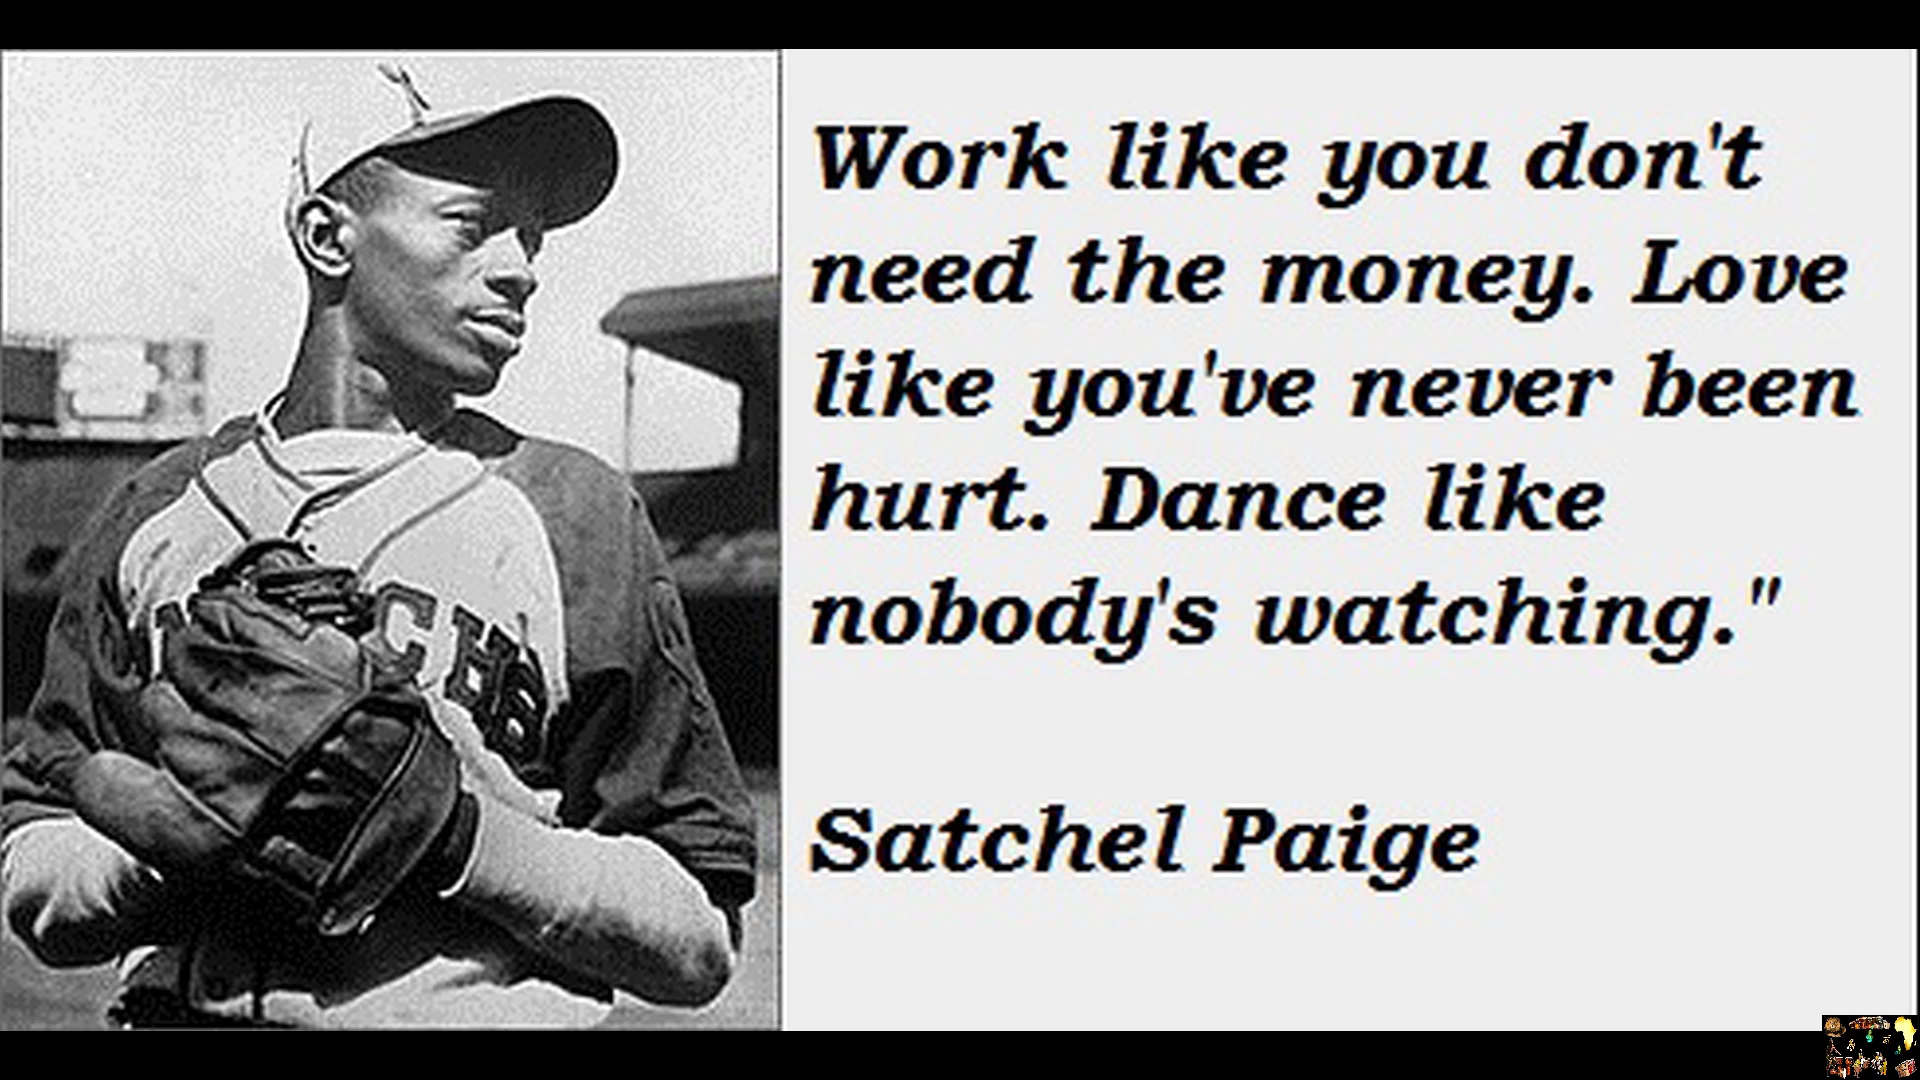 Work like you don't
need the money. Love
like you've never been
hurt. Dance like
nobody's watching."
Satchel Paige